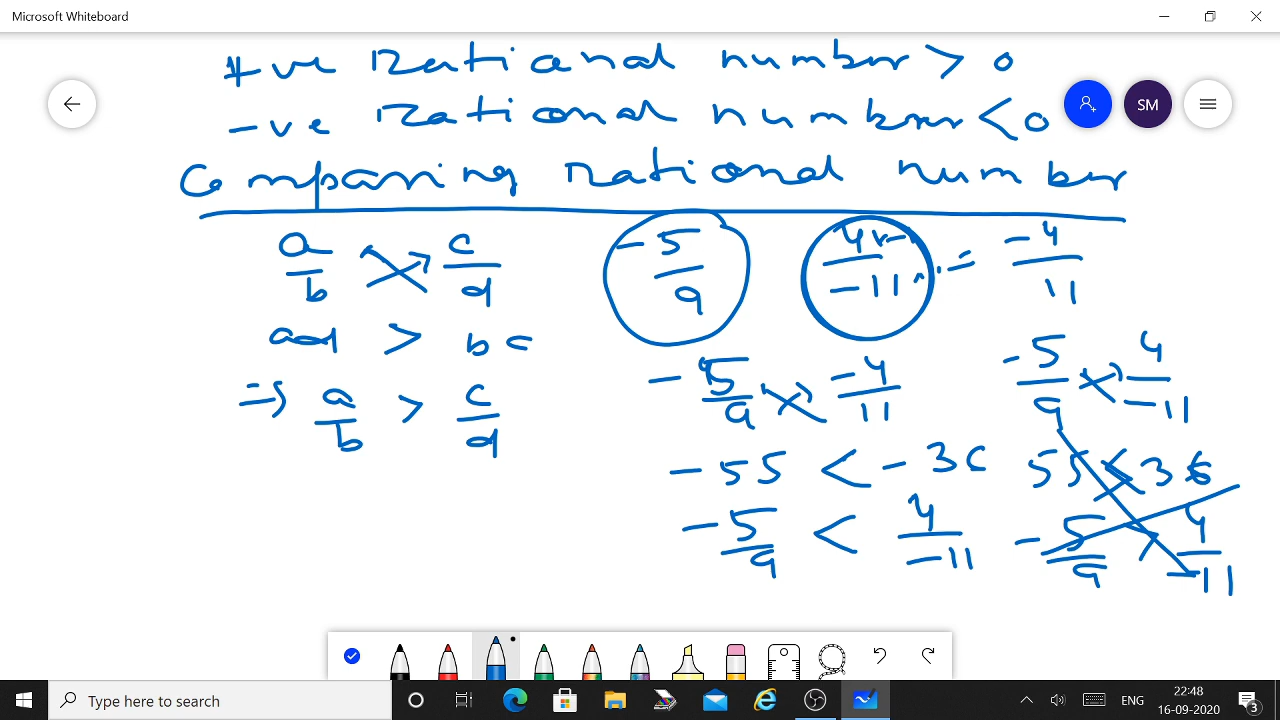 Microsoft Whiteboard
+ve Rational number > 0
-ve Rational number < 0
SM
Comparing rational number
a/b × c/d
-5/9
4×-1/-11×-1 = -4/11
ad > bc
⇒ a/b > c/d
-5/9 × -4/11
-55 < -36
-5/9 < 4/-11
-5/9 × 4/-11
55 > 36
-5/9 > 4/-11
Type here to search
ENG
22:48
16-09-2020
3